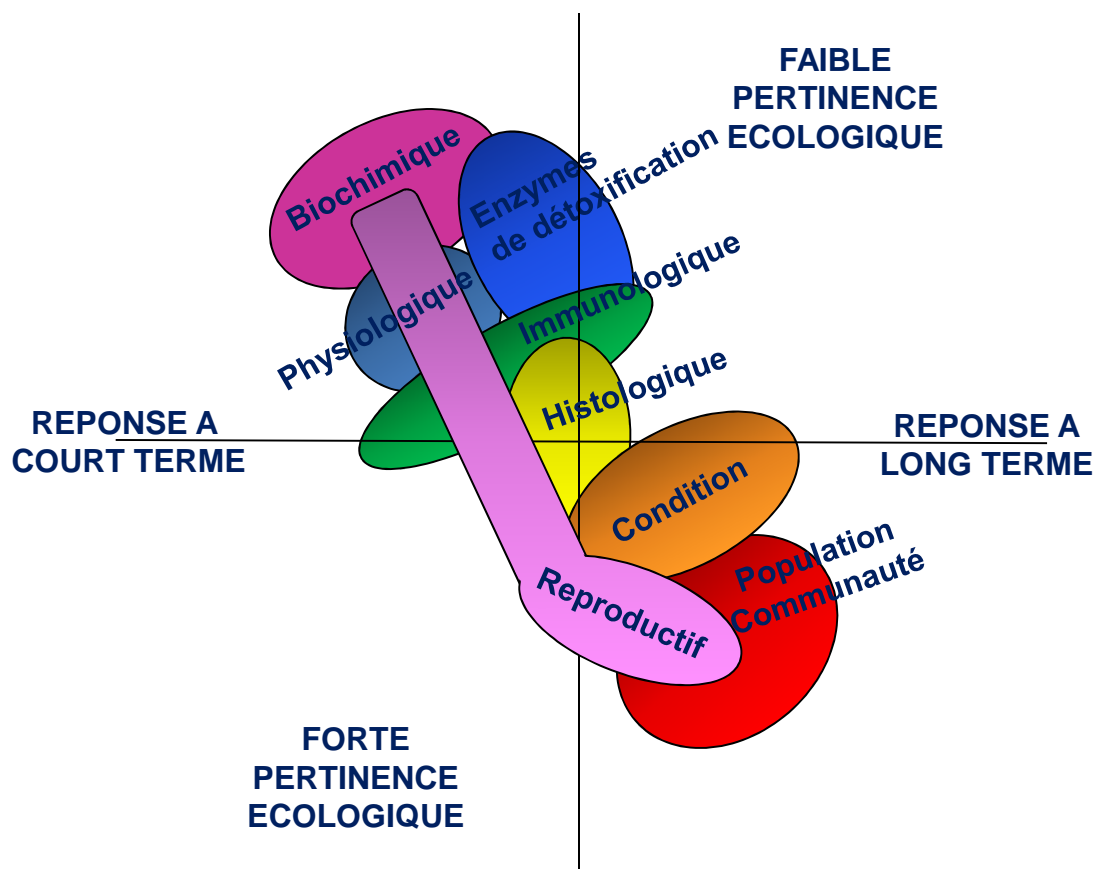 FAIBLE
PERTINENCE
ECOLOGIQUE
Biochimique
Enzymes
de détoxification
Physiologique
Immunologique
Histologique
REPONSE A
COURT TERME
REPONSE A
LONG TERME
Condition
Population
Communauté
Reproductif
FORTE
PERTINENCE
ECOLOGIQUE